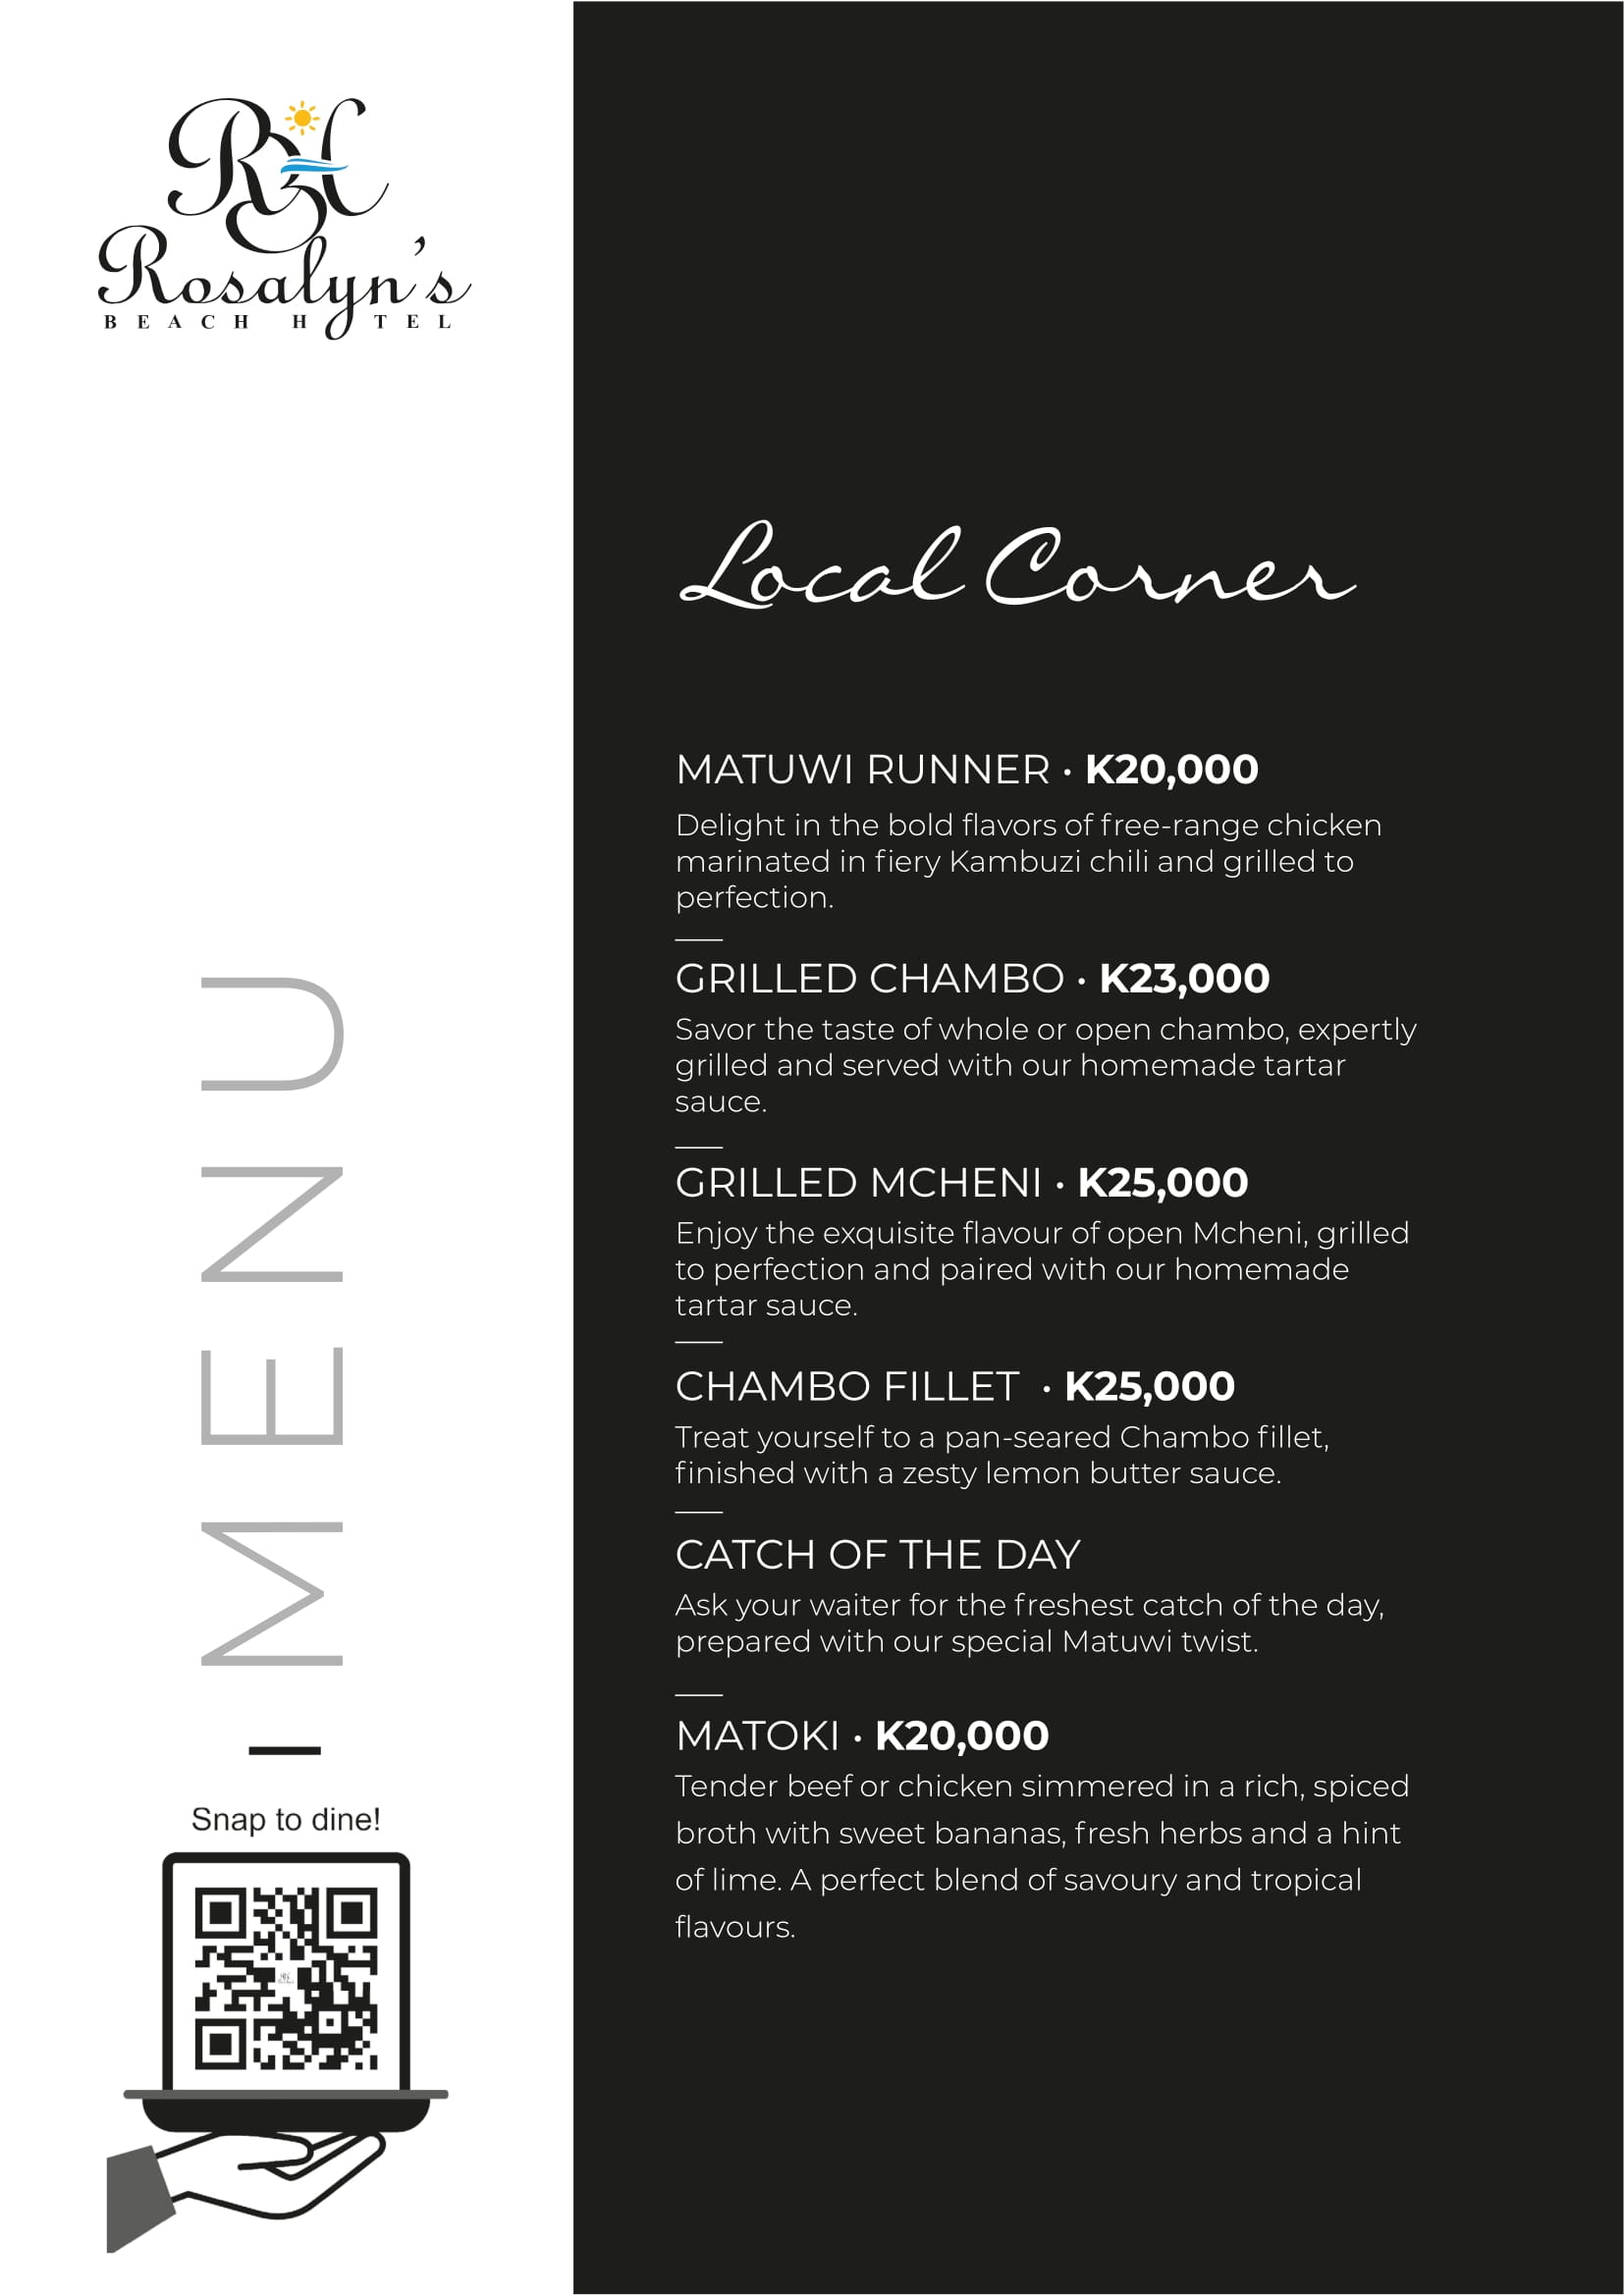 RBH
Rosalyn's
BEACH H TEL
MENU
Snap to dine!
Local Corner
MATUWI RUNNER • K20,000
Delight in the bold flavors of free-range chicken
marinated in fiery Kambuzi chili and grilled to
perfection.
GRILLED CHAMBO • K23,000
Savor the taste of whole or open chambo, expertly
grilled and served with our homemade tartar
sauce.
GRILLED MCHENI • K25,000
Enjoy the exquisite flavour of open Mcheni, grilled
to perfection and paired with our homemade
tartar sauce.
CHAMBO FILLET • K25,000
Treat yourself to a pan-seared Chambo fillet,
finished with a zesty lemon butter sauce.
CATCH OF THE DAY
Ask your waiter for the freshest catch of the day,
prepared with our special Matuwi twist.
MATOKI • K20,000
Tender beef or chicken simmered in a rich, spiced
broth with sweet bananas, fresh herbs and a hint
of lime. A perfect blend of savoury and tropical
flavours.